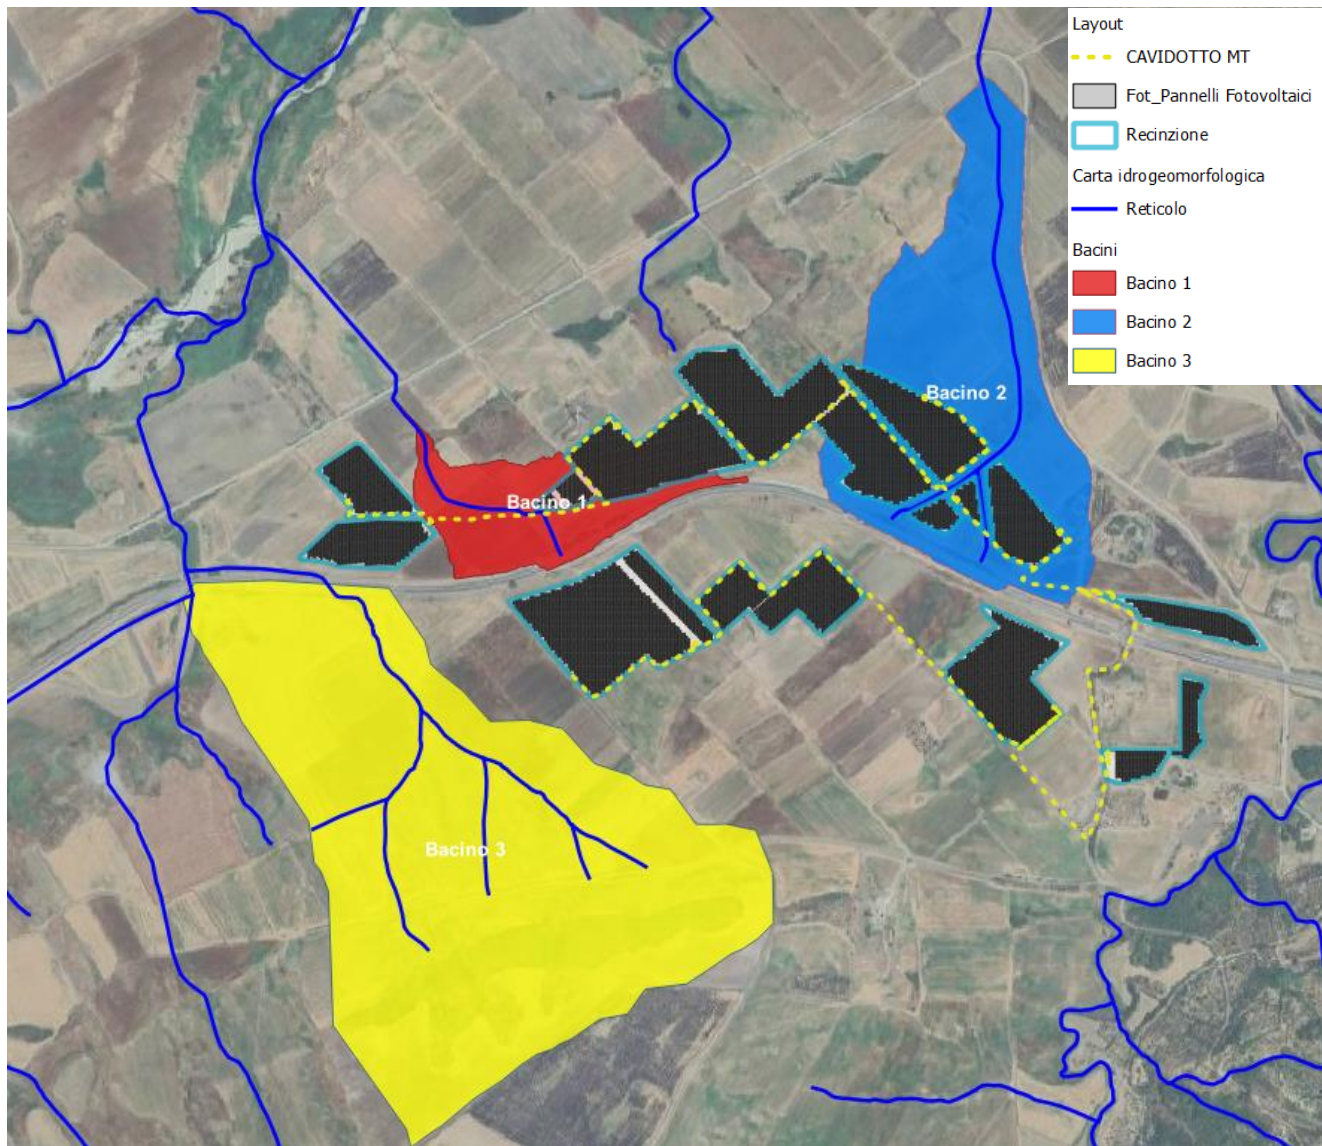 Layout
CAVIDOTTO MT
Fot_Pannelli Fotovoltaici
Recinzione
Carta idrogeomorfologica
Reticolo
Bacini
Bacino 1
Bacino 2
Bacino 3
Bacino 2
Bacino 1
Bacino 3